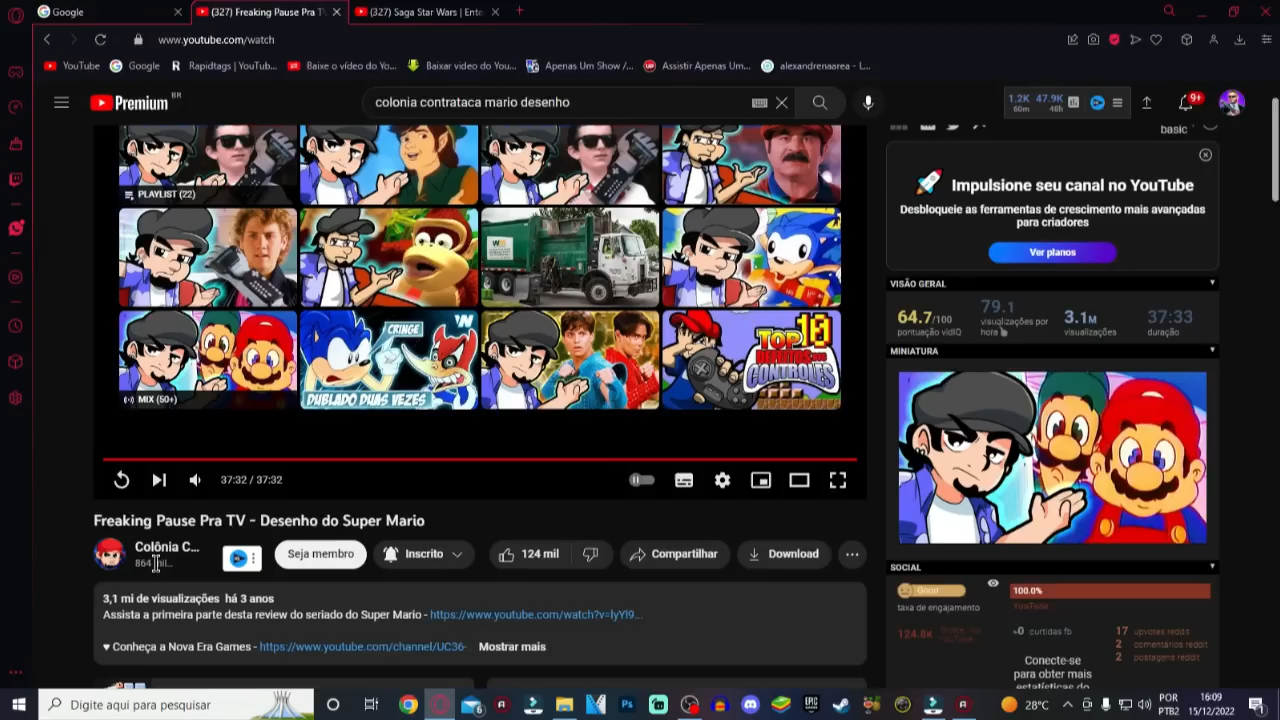 Google
(327) Freaking Pause Pra T
(327) Saga Star Wars | Ente
www.youtube.com/watch
YouTube
Google
Rapidtags | YouTub...
Baixe o vídeo do Yo...
Baixar video do You...
Apenas Um Show /...
Assistir Apenas Um...
alexandrenaarea - L...
Premium BR
colonia contrataca mario desenho
1.2K 47.9K
60m 48h
9+
basic
PLAYLIST (22)
MIX (50+)
CRINGE
DUBLADO DUAS VEZES
TOP 10
DEFEITOS DOS
CONTROLES
37:32 / 37:32
Freaking Pause Pra TV - Desenho do Super Mario
Colônia C...
864 mil...
Seja membro
Inscrito
124 mil
Compartilhar
Download
3,1 mi de visualizações há 3 anos
Assista a primeira parte desta review do seriado do Super Mario - https://www.youtube.com/watch?v=lyYl9...
♥ Conheça a Nova Era Games - https://www.youtube.com/channel/UC36- Mostrar mais
Impulsione seu canal no YouTube
Desbloqueie as ferramentas de crescimento mais avançadas
para criadores
Ver planos
VISÃO GERAL
64.7/100
pontuação vidIQ
79.1
visualizações por
hora
3.1M
visualizações
37:33
duração
MINIATURA
SOCIAL
Good
taxa de engajamento
100.0%
YouTube
124.8K
≈0 curtidas fb
17 upvotes reddit
2 comentários reddit
2 postagens reddit
Conecte-se
para obter mais
estatísticas do
Digite aqui para pesquisar
28°C
POR
PTB2
16:09
15/12/2022